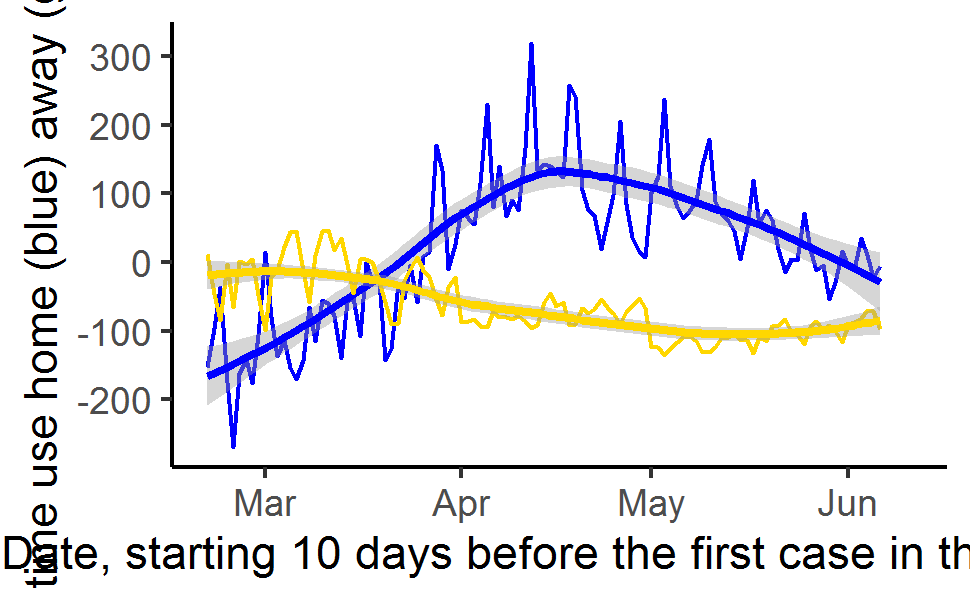 time use home (blue) away (
300
200
100
0
-100
-200
Mar Apr May Jun
Date, starting 10 days before the first case in th